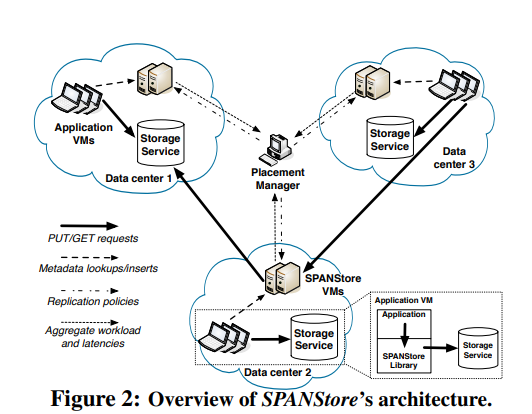 Application
VMs
Storage
Service
Data center 1
Placement
Manager
Storage
Service
Data
center 3
PUT/GET requests
Metadata lookups/inserts
Replication policies
Aggregate workload
and latencies
SPANStore
VMs
Storage
Service
Data center 2
Application VM
Application
SPANStore
Library
Storage
Service
Figure 2: Overview of SPANStore's architecture.